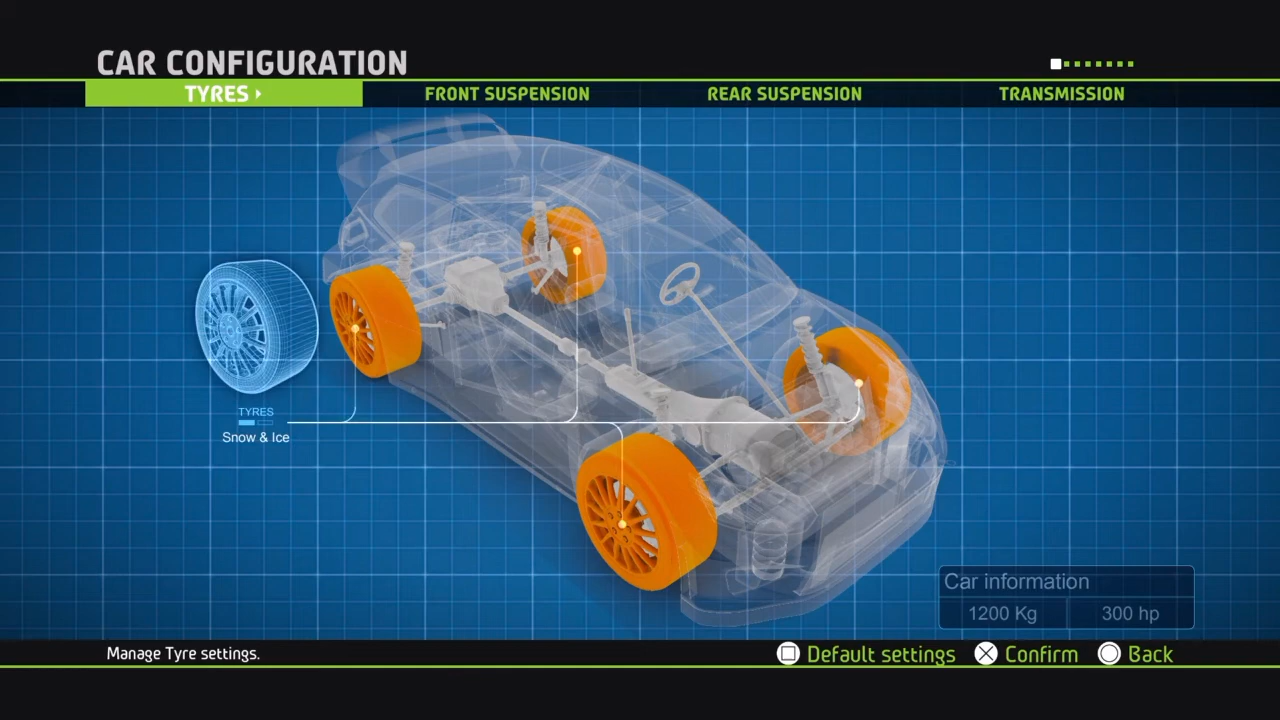 CAR CONFIGURATION
TYRES
FRONT SUSPENSION
REAR SUSPENSION
TRANSMISSION
TYRES
Snow & Ice
Car information
1200 Kg
300 hp
Manage Tyre settings.
Default settings
Confirm
Back